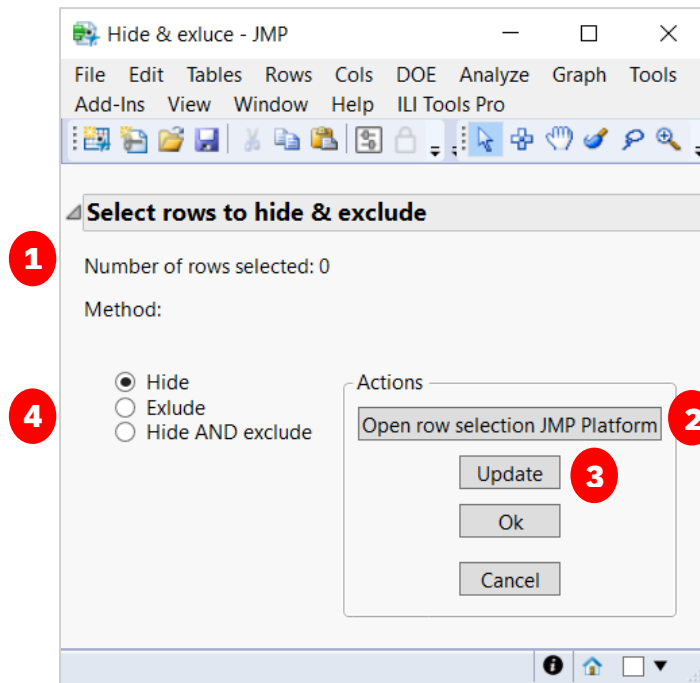 Hide & exluce - JMP
File Edit Tables Rows Cols DOE Analyze Graph Tools
Add-Ins View Window Help ILI Tools Pro
Select rows to hide & exclude
1
Number of rows selected: 0
Method:
4
Hide
Exlude
Hide AND exclude
Actions
Open row selection JMP Platform
2
Update
3
Ok
Cancel